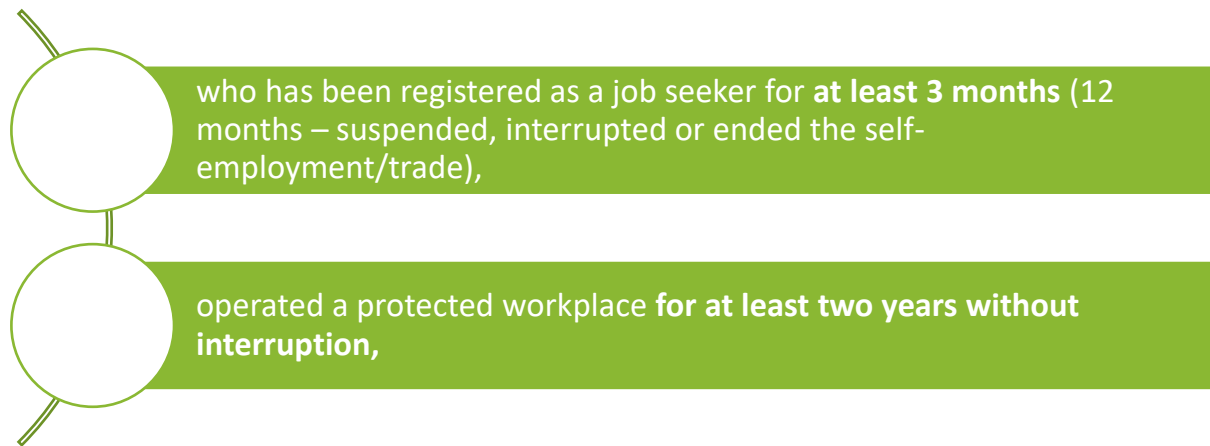 who has been registered as a job seeker for at least 3 months (12
months – suspended, interrupted or ended the self-
employment/trade),
operated a protected workplace for at least two years without
interruption,